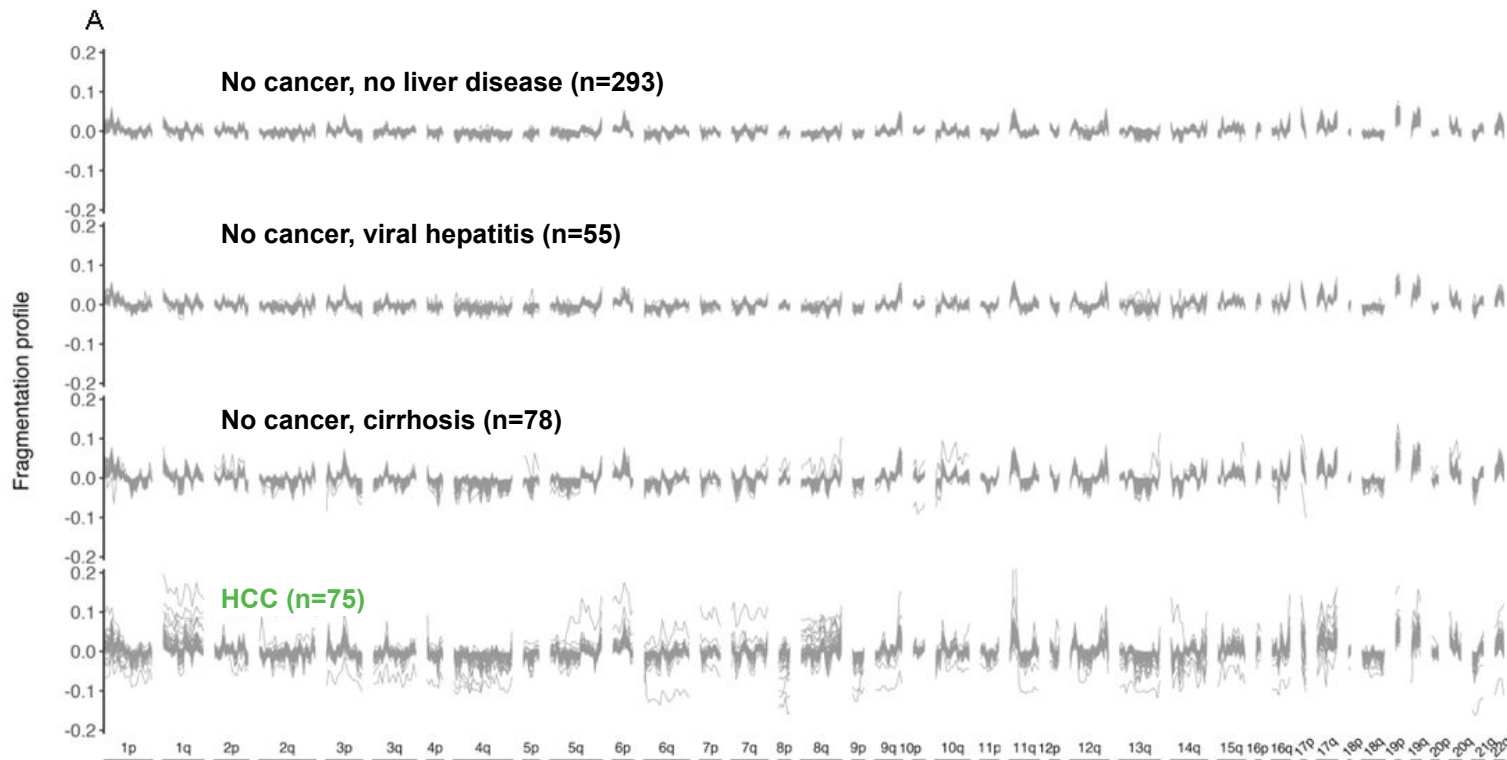 A
0.2
No cancer, no liver disease (n=293)
0.1
0.0
-0.1
-0.2
0.2
No cancer, viral hepatitis (n=55)
0.1
0.0
-0.1
-0.2
0.2
No cancer, cirrhosis (n=78)
0.1
0.0
-0.1
-0.2
0.2
HCC (n=75)
0.1
0.0
-0.1
-0.2
Fragmentation profile
1p 1q 2p 2q 3p 3q 4p 4q 5p 5q 6p 6q 7p 7q 8p 8q 9p 9q 10p 10q 11p 11q 12p 12q 13q 14q 15q 16p 16q 17p 17q 18p 18q 19p 19q 20p 20q 21q 22q